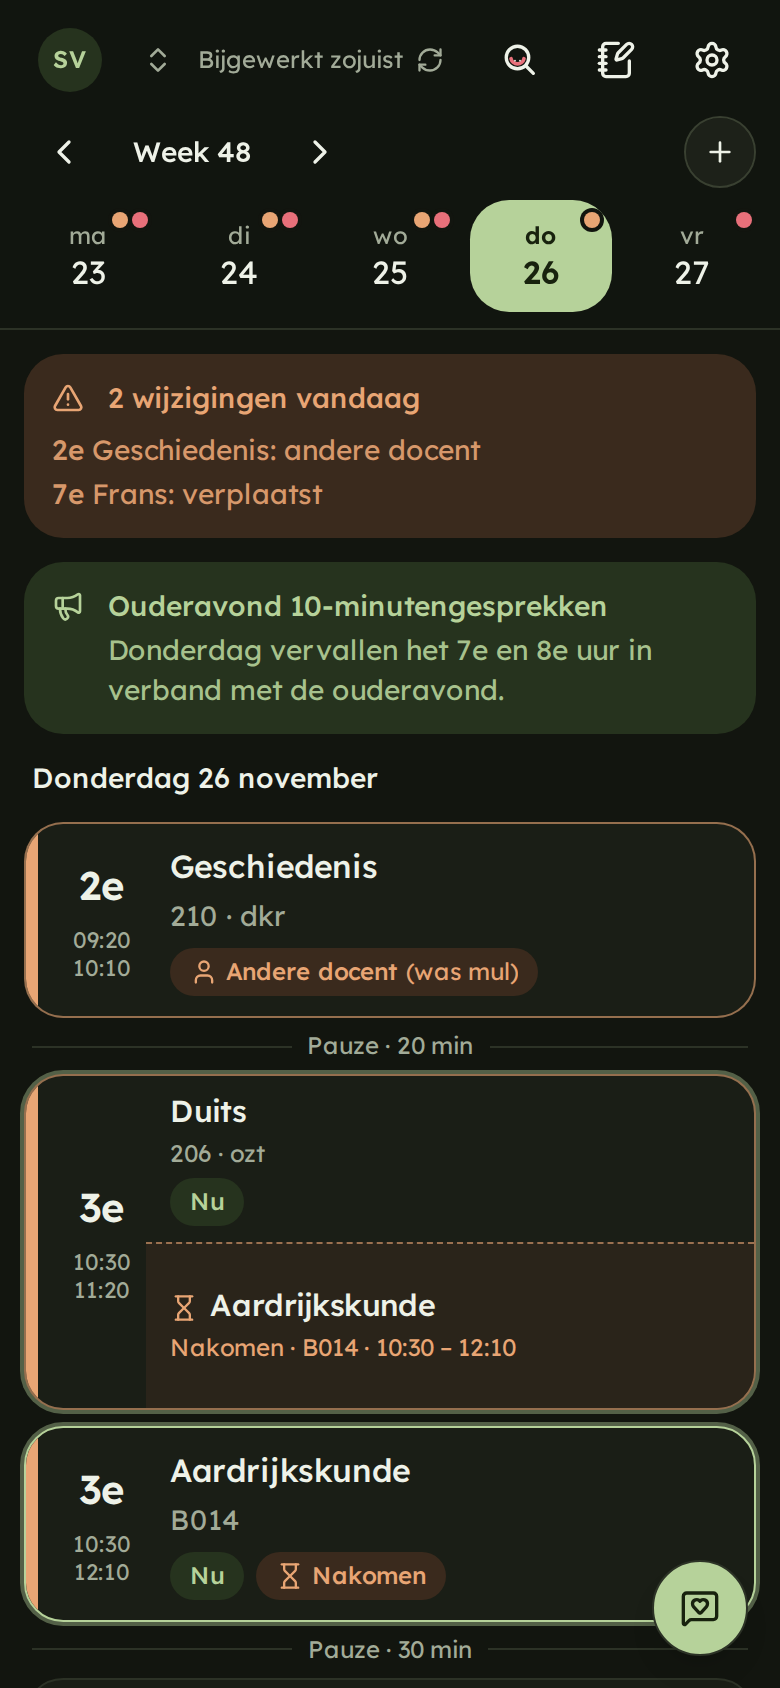 SV
Bijgewerkt zojuist
Week 48
ma
23
di
24
wo
25
do
26
vr
27
2 wijzigingen vandaag
2e Geschiedenis: andere docent
7e Frans: verplaatst
Ouderavond 10-minutengesprekken
Donderdag vervallen het 7e en 8e uur in
verband met de ouderavond.
Donderdag 26 november
2e
09:20
10:10
Geschiedenis
210 · dkr
Andere docent (was mul)
Pauze · 20 min
3e
10:30
11:20
Duits
206 · ozt
Nu
Aardrijkskunde
Nakomen · B014 · 10:30 – 12:10
3e
10:30
12:10
Aardrijkskunde
B014
Nu
Nakomen
Pauze · 30 min